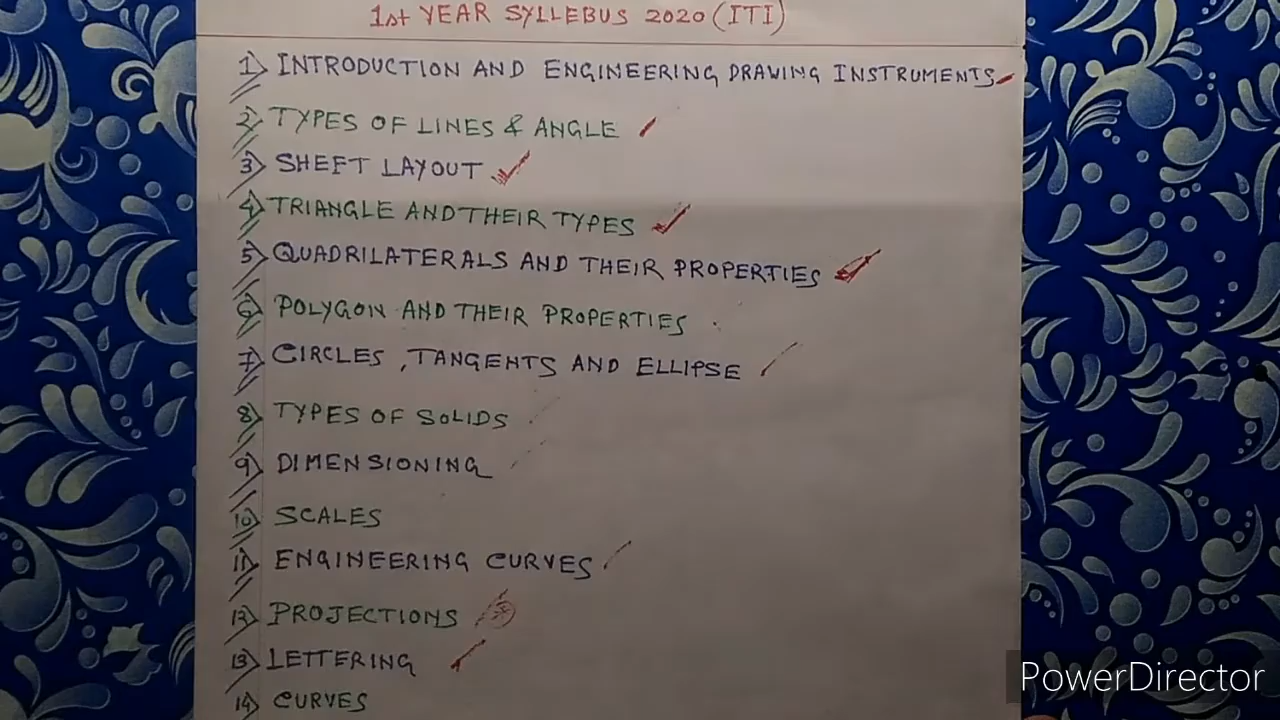 1st YEAR SYLLEBUS 2020 (ITI)
1) INTRODUCTION AND ENGINEERING DRAWING INSTRUMENTS
2) TYPES OF LINES & ANGLE
3) SHEFT LAYOUT
4) TRIANGLE AND THEIR TYPES
5) QUADRILATERALS AND THEIR PROPERTIES
6) POLYGON AND THEIR PROPERTIES
7) CIRCLES, TANGENTS AND ELLIPSE
8) TYPES OF SOLIDS
9) DIMENSIONING
10) SCALES
11) ENGINEERING CURVES
12) PROJECTIONS
13) LETTERING
14) CURVES
PowerDirector